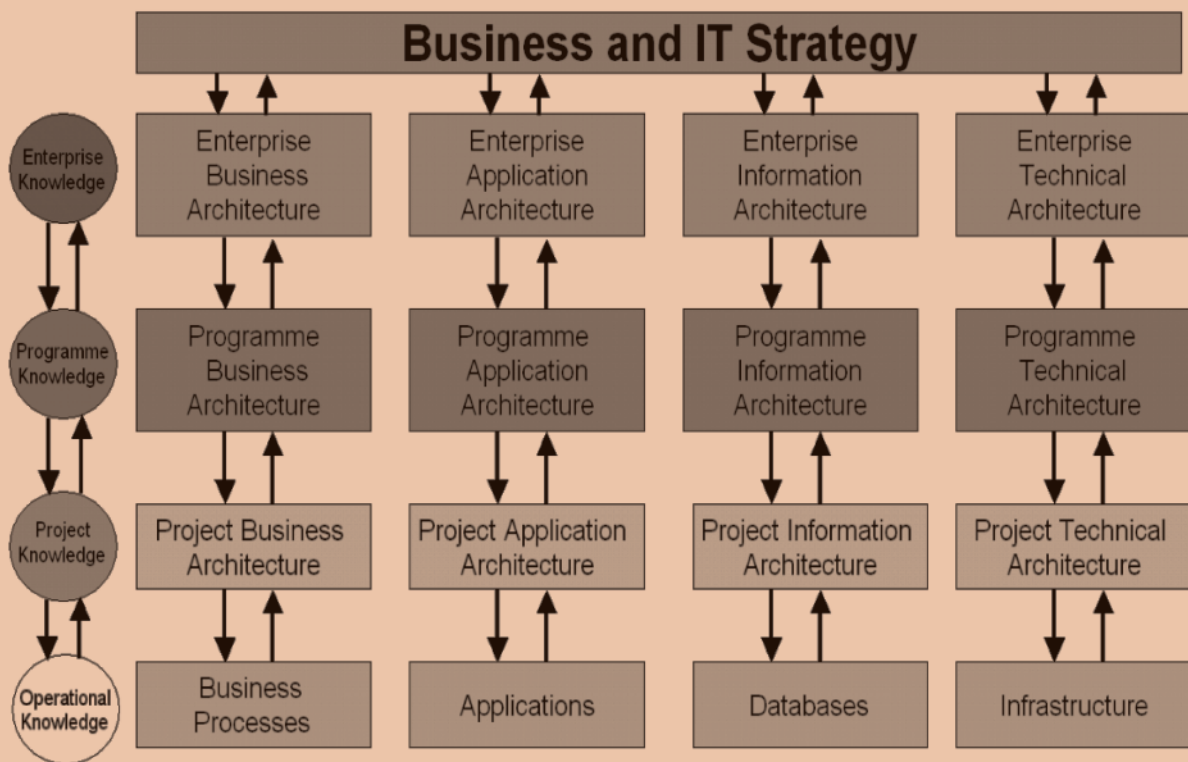 Business and IT Strategy
Enterprise
Knowledge
Enterprise
Business
Architecture
Enterprise
Application
Architecture
Enterprise
Information
Architecture
Enterprise
Technical
Architecture
Programme
Knowledge
Programme
Business
Architecture
Programme
Application
Architecture
Programme
Information
Architecture
Programme
Technical
Architecture
Project
Knowledge
Project Business
Architecture
Project Application
Architecture
Project Information
Architecture
Project Technical
Architecture
Operational
Knowledge
Business
Processes
Applications
Databases
Infrastructure